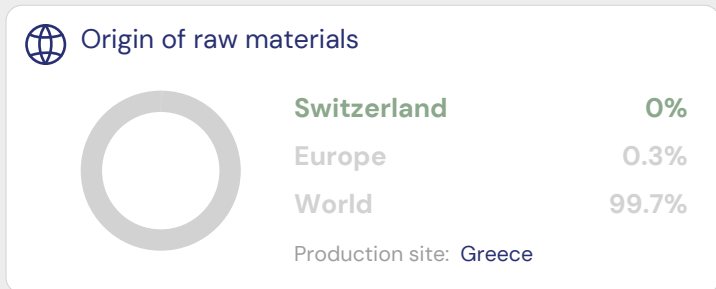 Origin of raw materials
Switzerland 0%
Europe 0.3%
World 99.7%
Production site: Greece